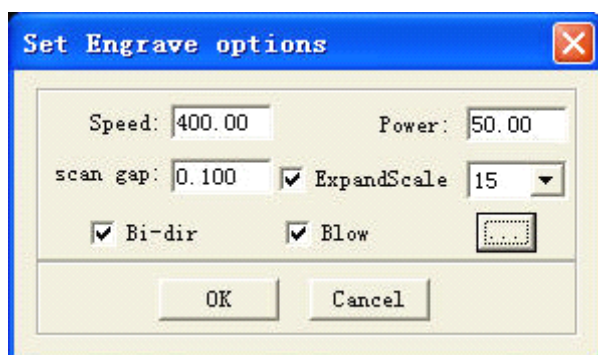 Set Engrave options
Speed: 400.00 Power: 50.00
scan gap: 0.100 ExpandScale 15
Bi-dir Blow ...
OK Cancel